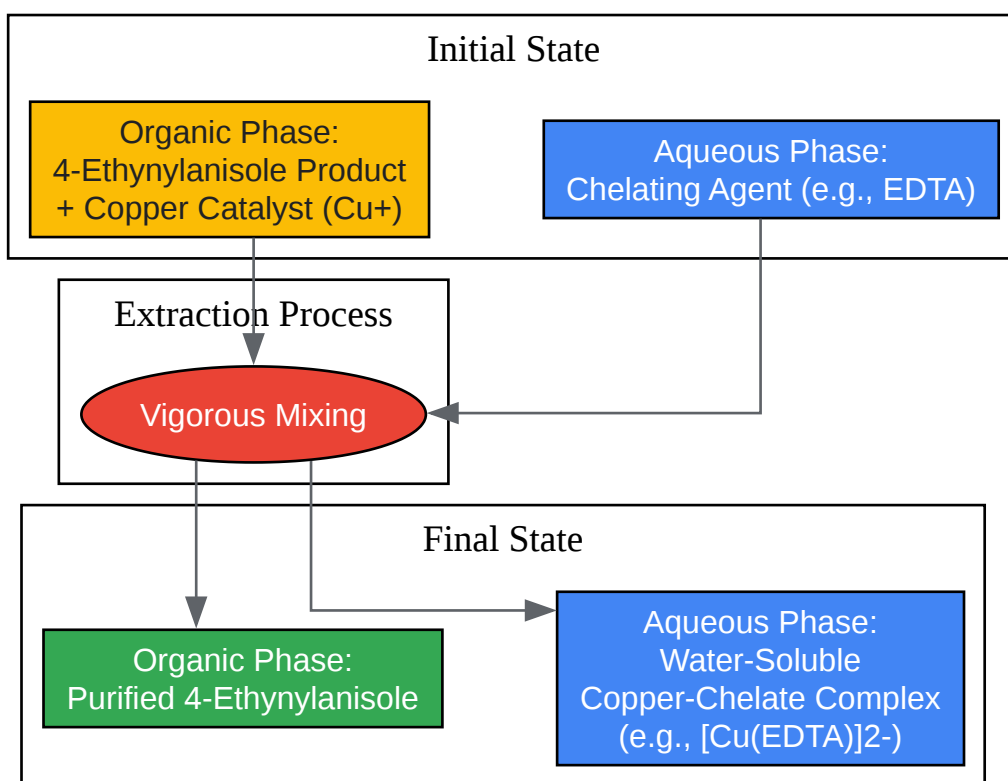 Initial State
Organic Phase:
4-Ethynylanisole Product
+ Copper Catalyst (Cu+)
Aqueous Phase:
Chelating Agent (e.g., EDTA)
Extraction Process
Vigorous Mixing
Final State
Organic Phase:
Purified 4-Ethynylanisole
Aqueous Phase:
Water-Soluble
Copper-Chelate Complex
(e.g., [Cu(EDTA)]2-)